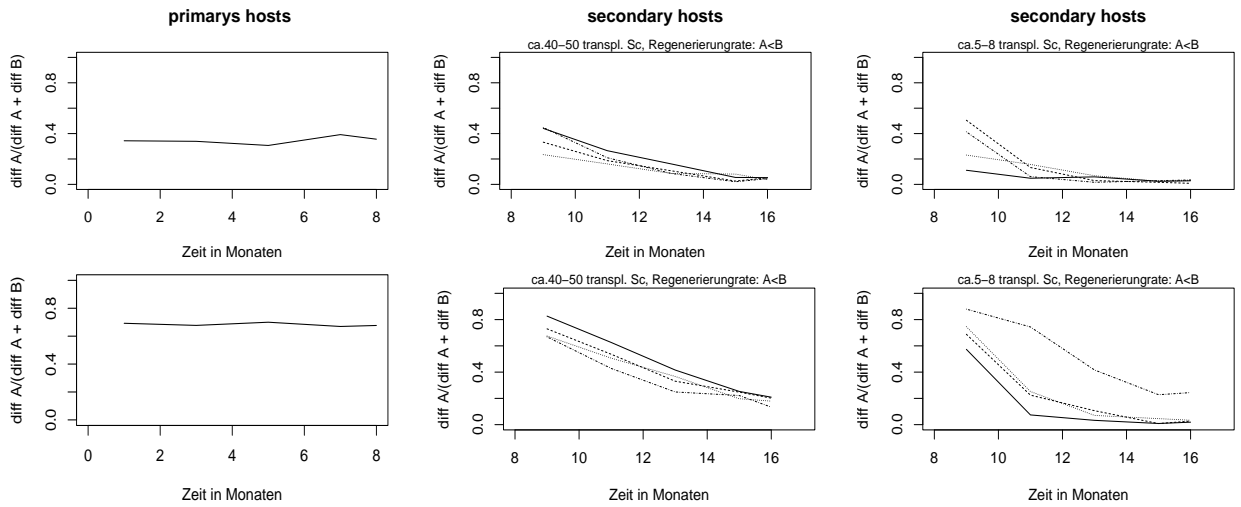 primarys hosts
diff A/(diff A + diff B)
0.0 0.4 0.8
0 2 4 6 8
Zeit in Monaten
secondary hosts
ca.40−50 transpl. Sc, Regenerierungrate: A<B
diff A/(diff A + diff B)
0.0 0.4 0.8
8 10 12 14 16
Zeit in Monaten
secondary hosts
ca.5−8 transpl. Sc, Regenerierungrate: A<B
diff A/(diff A + diff B)
0.0 0.4 0.8
8 10 12 14 16
Zeit in Monaten
diff A/(diff A + diff B)
0.0 0.4 0.8
0 2 4 6 8
Zeit in Monaten
ca.40−50 transpl. Sc, Regenerierungrate: A<B
diff A/(diff A + diff B)
0.0 0.4 0.8
8 10 12 14 16
Zeit in Monaten
ca.5−8 transpl. Sc, Regenerierungrate: A<B
diff A/(diff A + diff B)
0.0 0.4 0.8
8 10 12 14 16
Zeit in Monaten